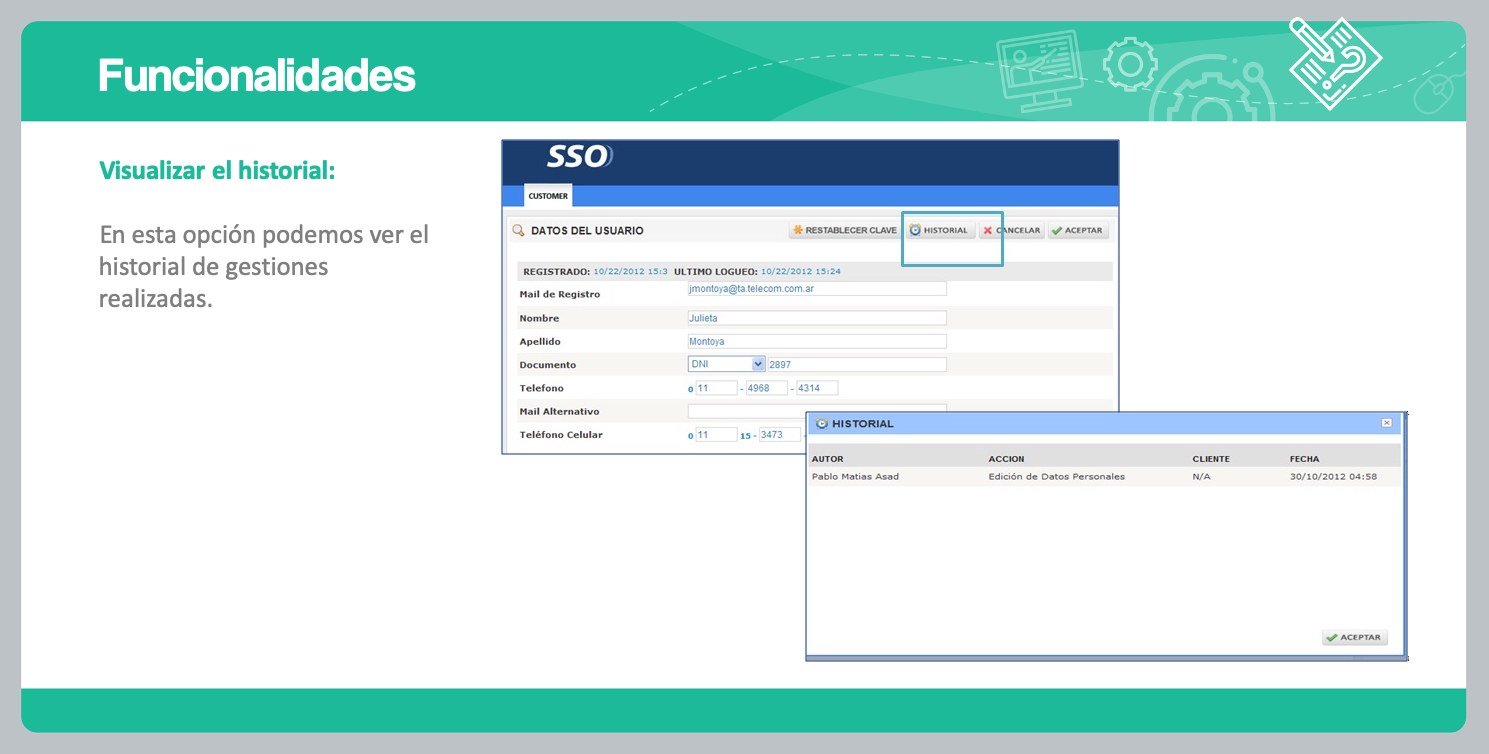 Funcionalidades
Visualizar el historial:
En esta opción podemos ver el
historial de gestiones
realizadas.
SSO
CUSTOMER
DATOS DEL USUARIO
RESTABLECER CLAVE HISTORIAL CANCELAR ACEPTAR
REGISTRADO: 10/22/2012 15:3 ULTIMO LOGUEO: 10/22/2012 15:24
Mail de Registro jmontoya@ta.telecom.com.ar
Nombre Julieta
Apellido Montoya
Documento DNI 2897
Telefono 0 11 - 4968 - 4314
Mail Alternativo
Teléfono Celular 0 11 15 - 3473 -
HISTORIAL
AUTOR ACCION CLIENTE FECHA
Pablo Matias Asad Edición de Datos Personales N/A 30/10/2012 04:58
ACEPTAR